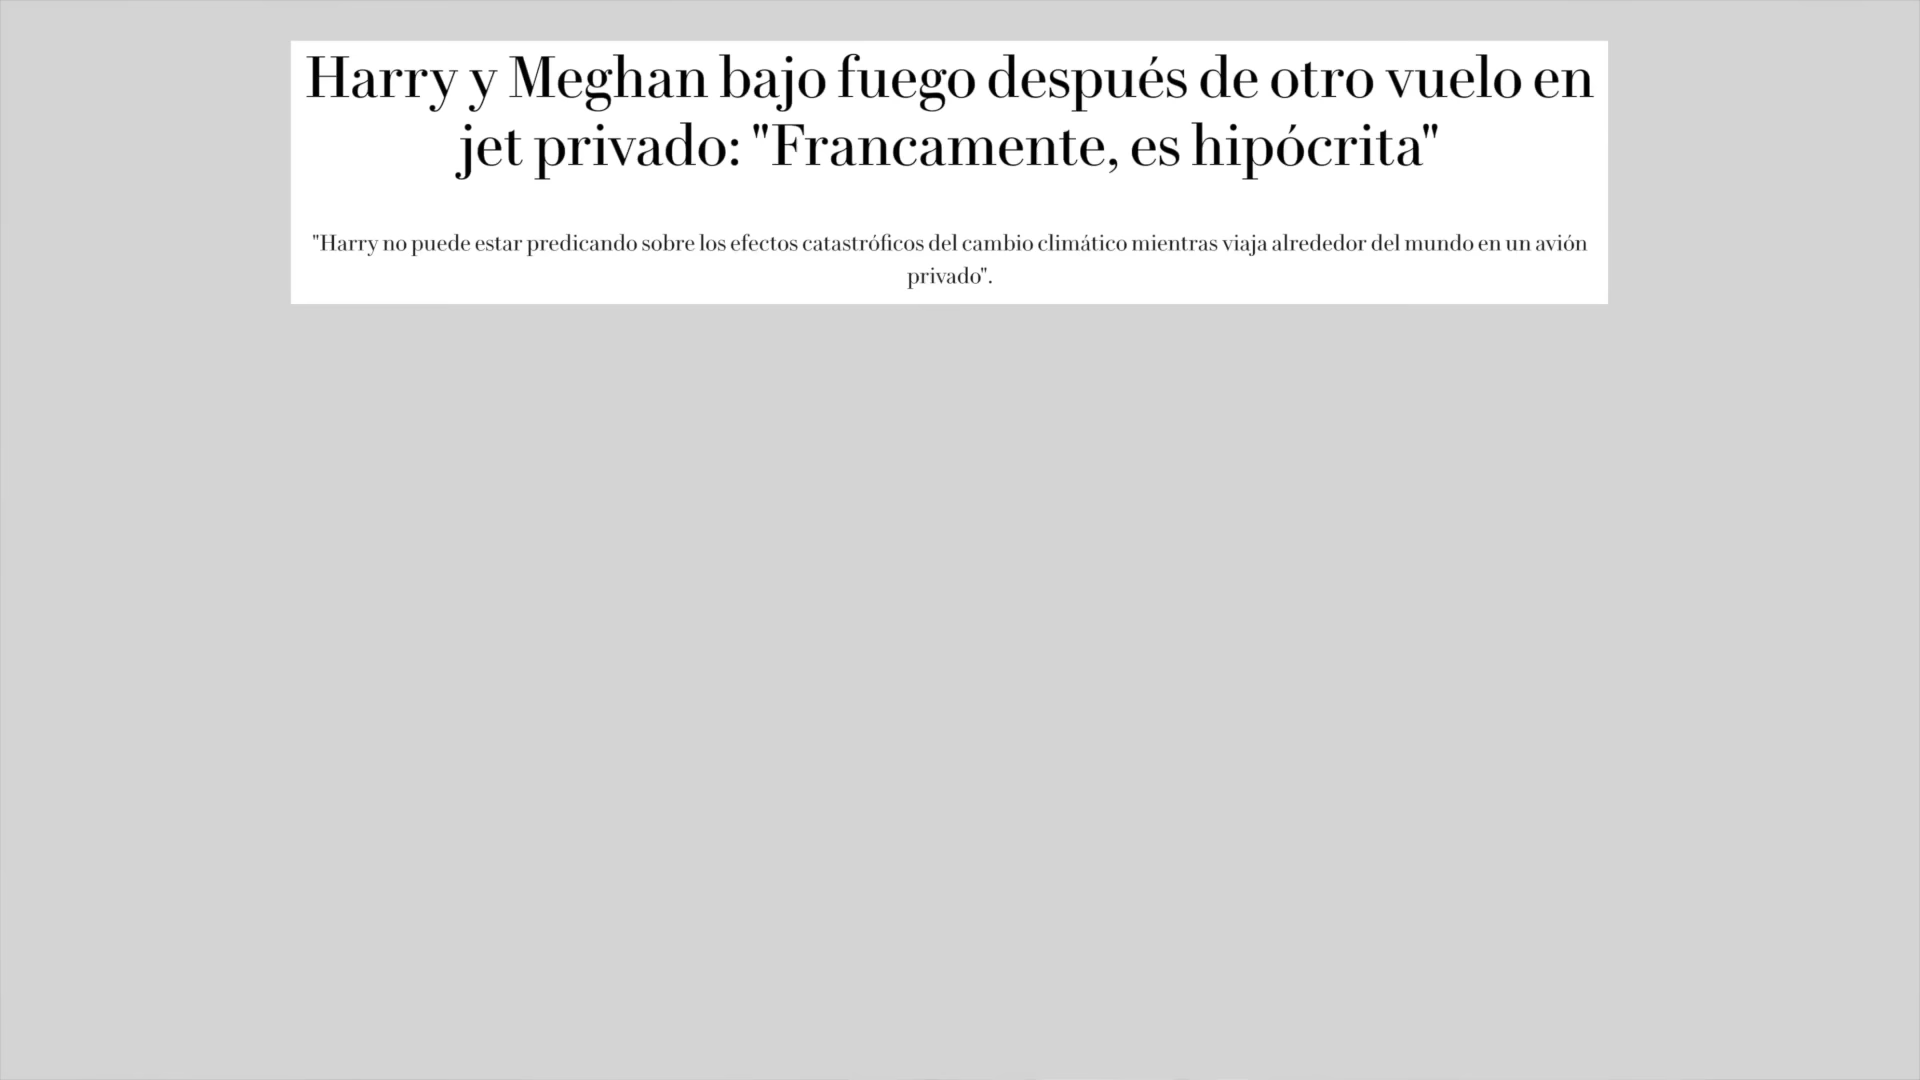 Harry y Meghan bajo fuego después de otro vuelo en
jet privado: "Francamente, es hipócrita"
"Harry no puede estar predicando sobre los efectos catastróficos del cambio climático mientras viaja alrededor del mundo en un avión
privado".